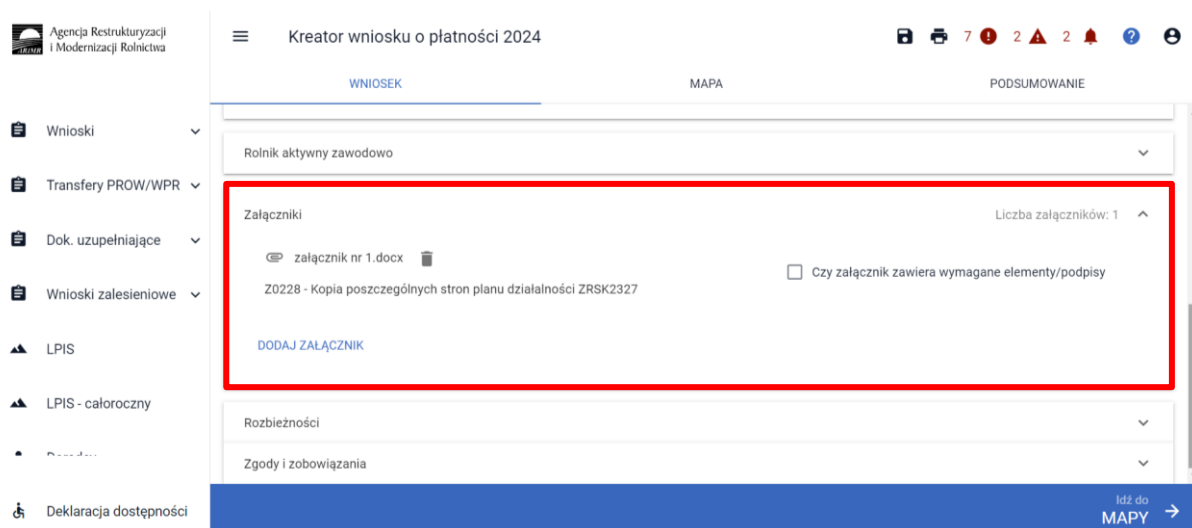 Agencja Restrukturyzacji
i Modernizacji Rolnictwa
ARiMR
Kreator wniosku o płatności 2024
7 2 2
WNIOSEK MAPA PODSUMOWANIE
Wnioski
Transfery PROW/WPR
Dok. uzupełniające
Wnioski zalesieniowe
LPIS
LPIS - całoroczny
Deklaracja dostępności
Rolnik aktywny zawodowo
Załączniki Liczba załączników: 1
załącznik nr 1.docx
Czy załącznik zawiera wymagane elementy/podpisy
Z0228 - Kopia poszczególnych stron planu działalności ZRSK2327
DODAJ ZAŁĄCZNIK
Rozbieżności
Zgody i zobowiązania
Idź do
MAPY